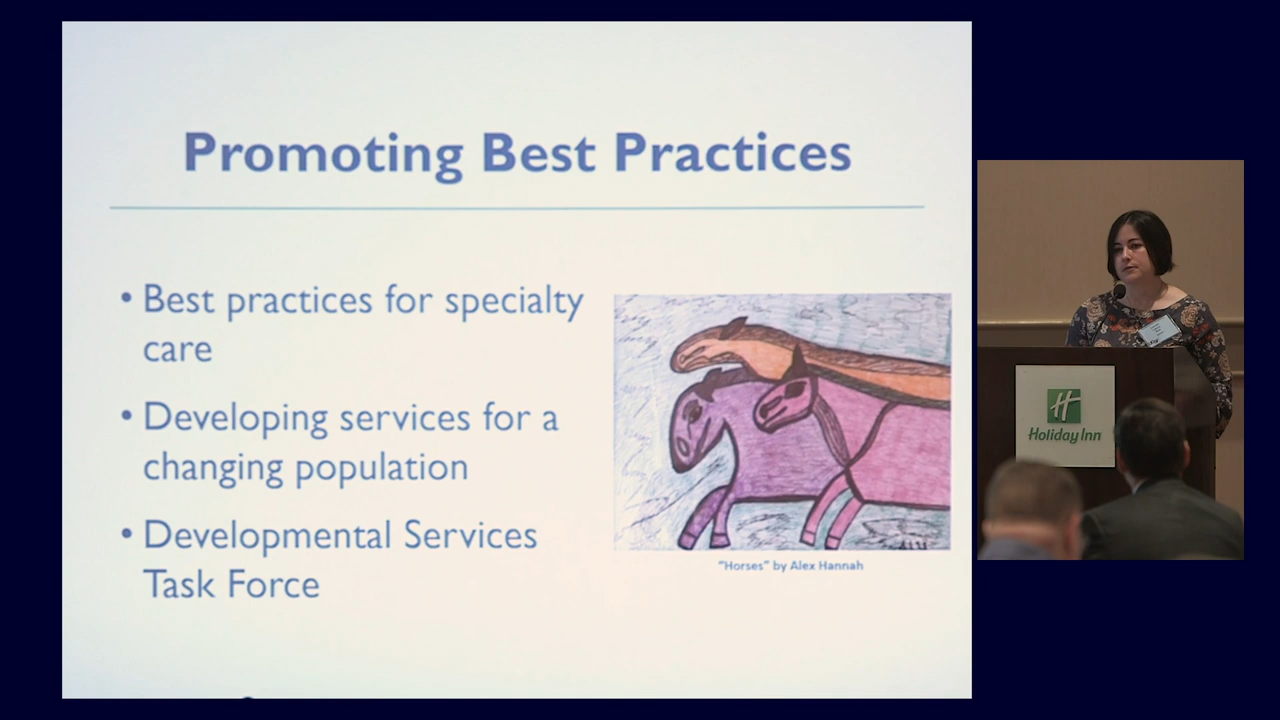 Promoting Best Practices
• Best practices for specialty
care
• Developing services for a
changing population
• Developmental Services
Task Force
"Horses" by Alex Hannah
H
Holiday Inn